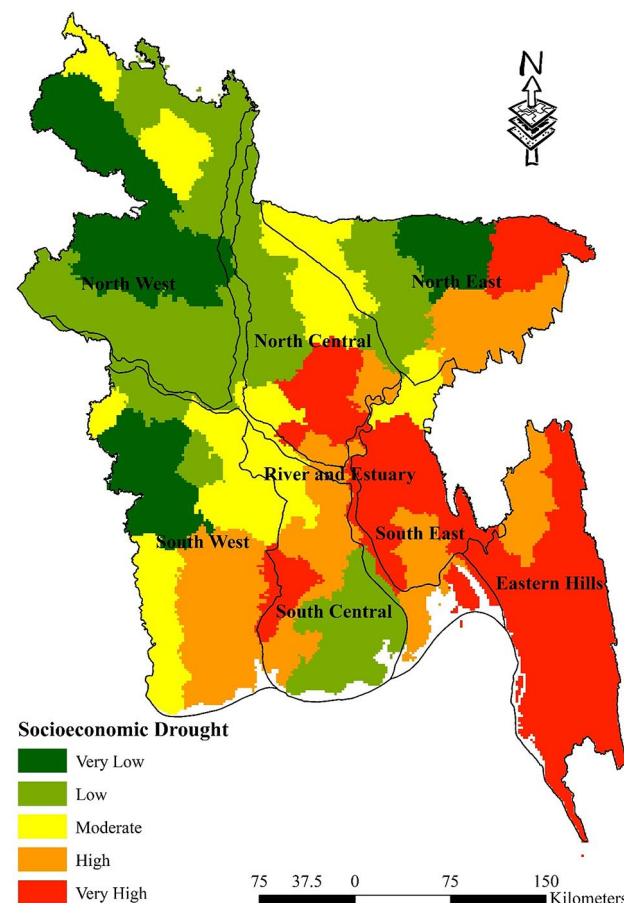 N
North West
North East
North Central
River and Estuary
South West
South East
South Central
Eastern Hills
Socioeconomic Drought
Very Low
Low
Moderate
High
Very High
75 37.5 0 75 150
Kilometers